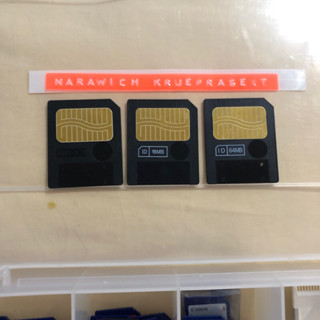 NARAWICH KRUEPRASERT
ID 16MB
ID 64MB